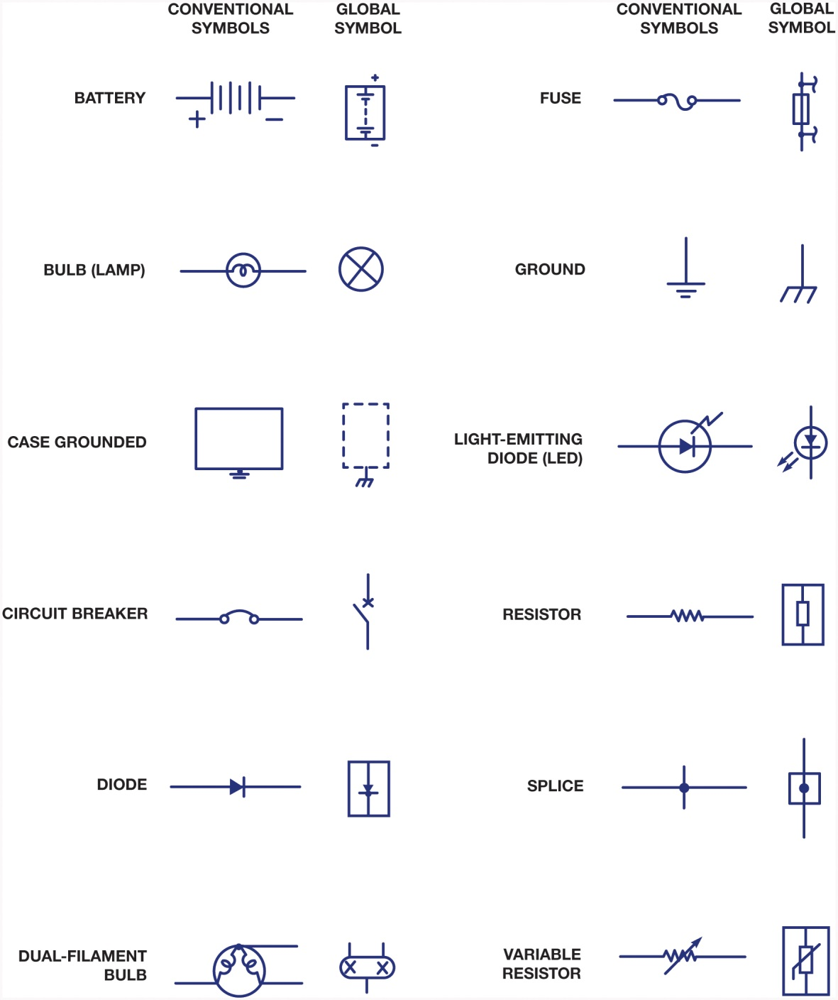 CONVENTIONAL
SYMBOLS
GLOBAL
SYMBOL
CONVENTIONAL
SYMBOLS
GLOBAL
SYMBOL
BATTERY
FUSE
BULB (LAMP)
GROUND
CASE GROUNDED
LIGHT-EMITTING
DIODE (LED)
CIRCUIT BREAKER
RESISTOR
DIODE
SPLICE
DUAL-FILAMENT
BULB
VARIABLE
RESISTOR